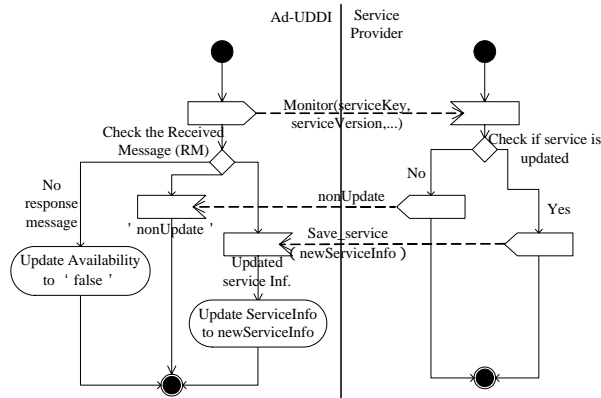 Ad-UDDI
Service
Provider
Monitor(serviceKey,
serviceVersion,...)
Check the Received
Message (RM)
Check if service is
updated
No
response
message
' nonUpdate '
nonUpdate
No
Yes
Save_service
( newServiceInfo )
Updated
service Inf.
Update Availability
to ‘ false ’
Update ServiceInfo
to newServiceInfo